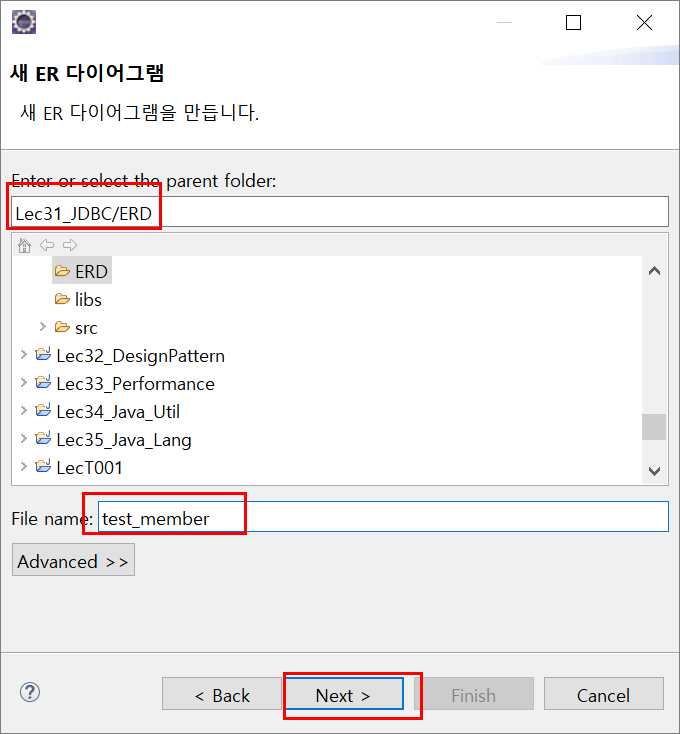 새 ER 다이어그램
새 ER 다이어그램을 만듭니다.
Enter or select the parent folder:
Lec31_JDBC/ERD
ERD
libs
src
Lec32_DesignPattern
Lec33_Performance
Lec34_Java_Util
Lec35_Java_Lang
LecT001
File name: test_member
Advanced >>
? < Back Next > Finish Cancel